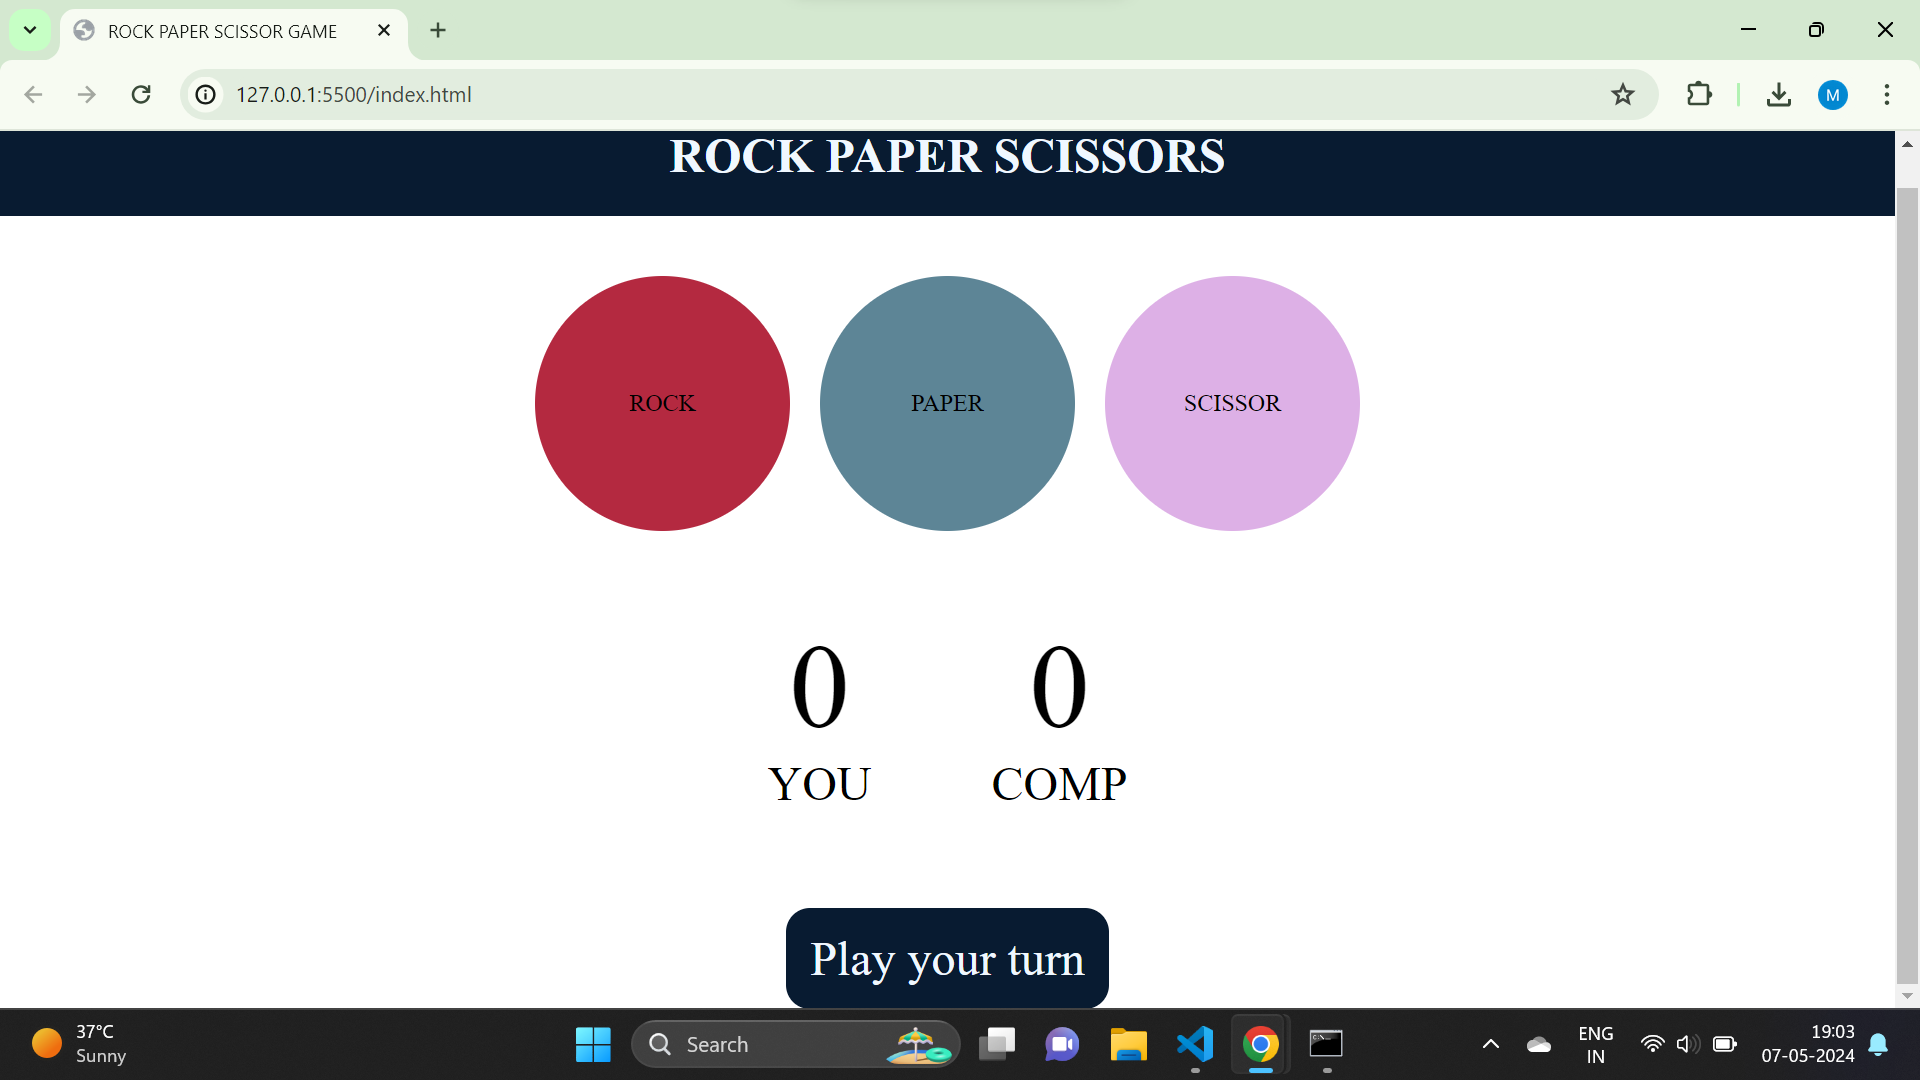 ROCK PAPER SCISSOR GAME
127.0.0.1:5500/index.html
M
ROCK PAPER SCISSORS
ROCK PAPER SCISSOR
0 0
YOU COMP
Play your turn
37°C
Sunny
Search
ENG
IN
19:03
07-05-2024